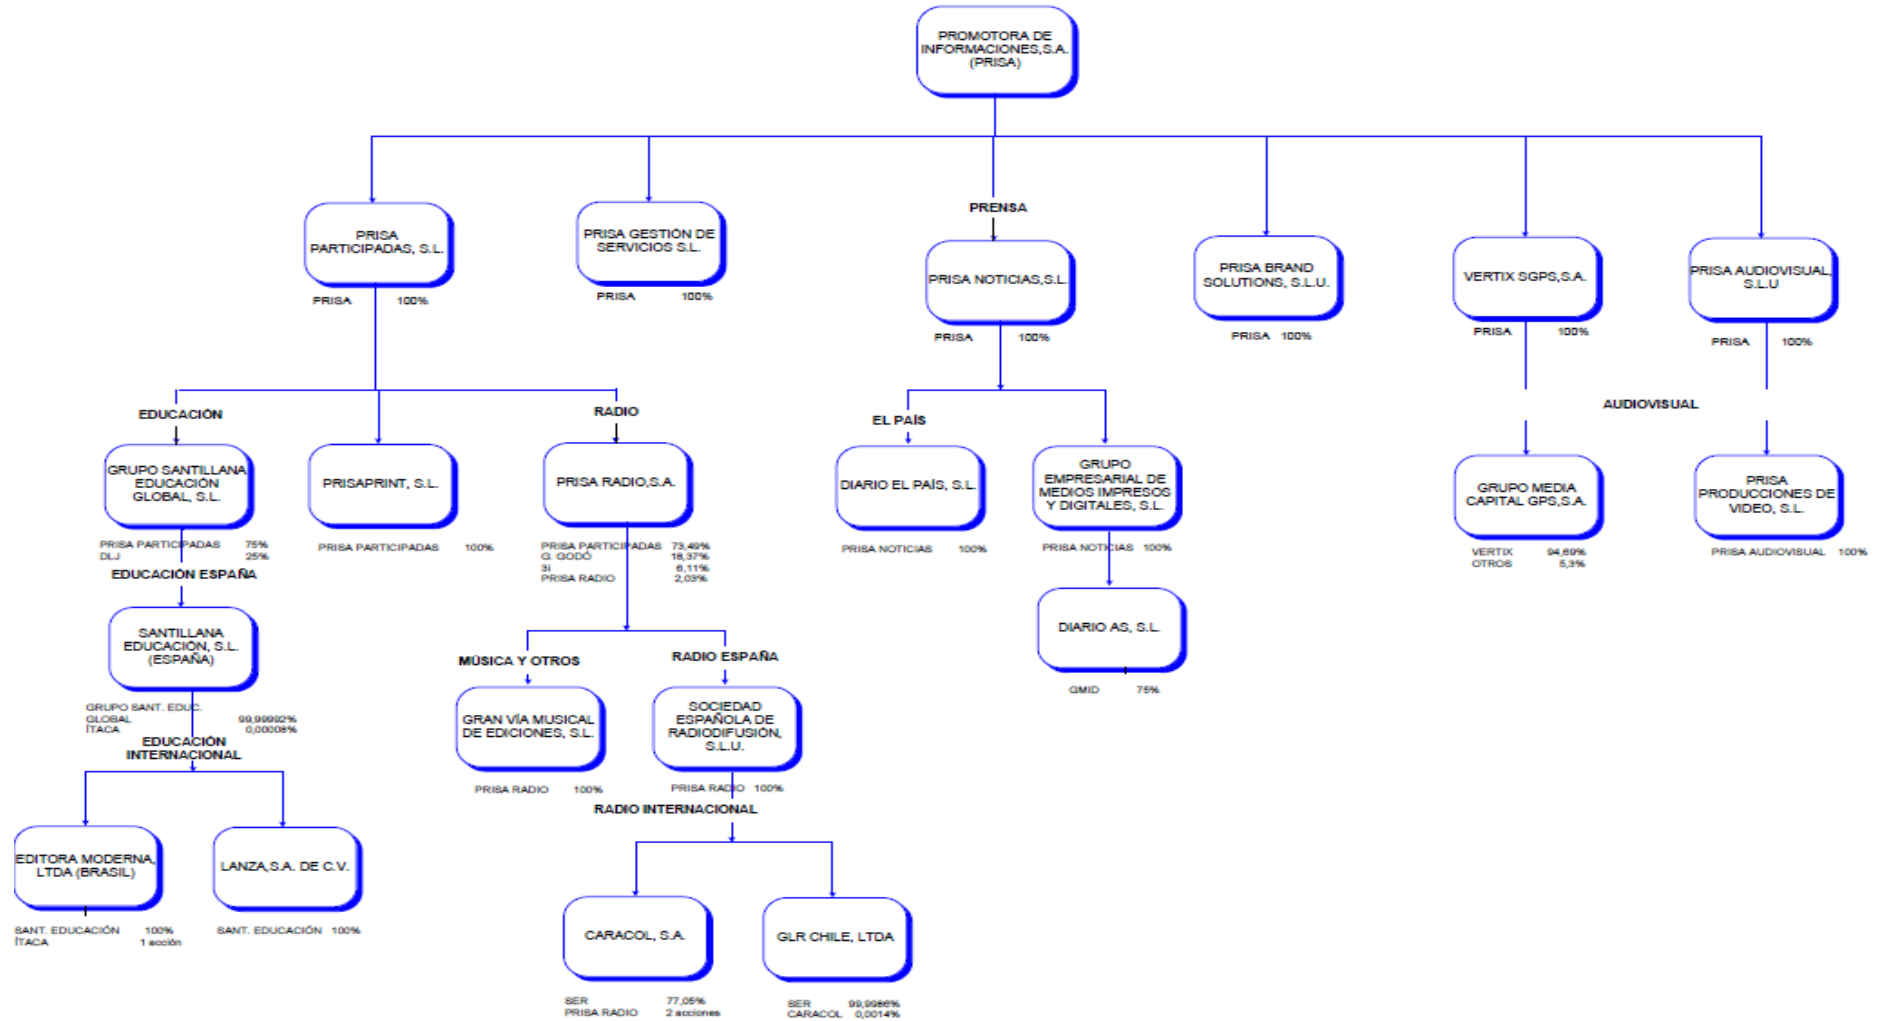 PROMOTORA DE
INFORMACIONES,S.A.
(PRISA)
PRISA
PARTICIPADAS, S.L.
PRISA 100%
PRISA GESTIÓN DE
SERVICIOS S.L.
PRISA 100%
PRENSA
PRISA NOTICIAS,S.L.
PRISA 100%
PRISA BRAND
SOLUTIONS, S.L.U.
PRISA 100%
VERTIX SGPS,S.A.
PRISA 100%
PRISA AUDIOVISUAL,
S.L.U
PRISA 100%
EDUCACIÓN
GRUPO SANTILLANA
EDUCACIÓN
GLOBAL, S.L.
PRISA PARTICIPADAS 75%
DLJ 25%
PRISAPRINT, S.L.
PRISA PARTICIPADAS 100%
RADIO
PRISA RADIO,S.A.
PRISA PARTICIPADAS 73,49%
G. GODÓ 18,37%
3i 6,11%
PRISA RADIO 2,03%
EL PAÍS
DIARIO EL PAÍS, S.L.
PRISA NOTICIAS 100%
GRUPO
EMPRESARIAL DE
MEDIOS IMPRESOS
Y DIGITALES, S.L.
PRISA NOTICIAS 100%
AUDIOVISUAL
GRUPO MEDIA
CAPITAL GPS,S.A.
VERTIX 94,69%
OTROS 5,3%
PRISA
PRODUCCIONES DE
VIDEO, S.L.
PRISA AUDIOVISUAL 100%
EDUCACIÓN ESPAÑA
SANTILLANA
EDUCACIÓN, S.L.
(ESPAÑA)
GRUPO SANT. EDUC.
GLOBAL 99,99992%
ÍTACA 0,00008%
DIARIO AS, S.L.
GMID 75%
MÚSICA Y OTROS
GRAN VÍA MUSICAL
DE EDICIONES, S.L.
PRISA RADIO 100%
RADIO ESPAÑA
SOCIEDAD
ESPAÑOLA DE
RADIODIFUSIÓN,
S.L.U.
PRISA RADIO 100%
EDUCACIÓN
INTERNACIONAL
EDITORA MODERNA,
LTDA (BRASIL)
SANT. EDUCACIÓN 100%
ÍTACA 1 acción
LANZA,S.A. DE C.V.
SANT. EDUCACIÓN 100%
RADIO INTERNACIONAL
CARACOL, S.A.
SER 77,05%
PRISA RADIO 2 acciones
GLR CHILE, LTDA
SER 99,9986%
CARACOL 0,0014%